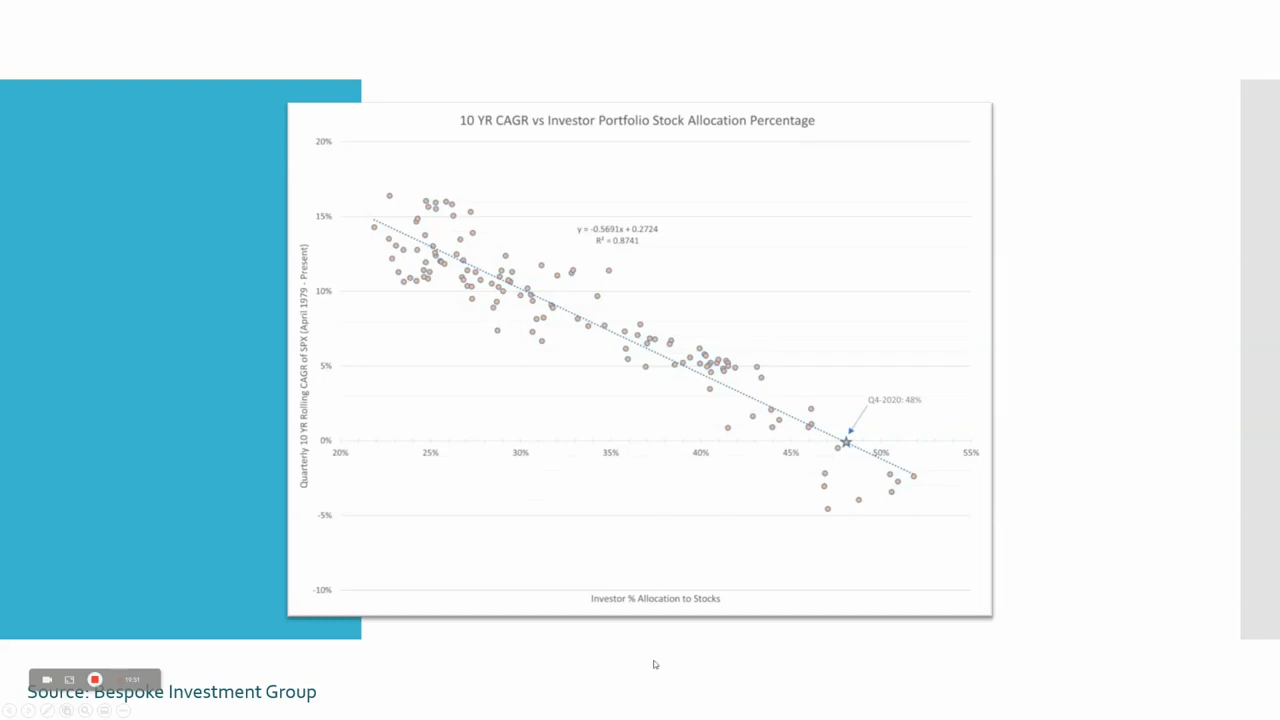 10 YR CAGR vs Investor Portfolio Stock Allocation Percentage
20%
15%
10%
5%
0%
-5%
-10%
Quarterly 10 YR Rolling CAGR of SPX (April 1979 - Present)
y = -0.5691x + 0.2724
R² = 0.8741
Q4-2020: 48%
20% 25% 30% 35% 40% 45% 50% 55%
Investor % Allocation to Stocks
19:51
Source: Bespoke Investment Group